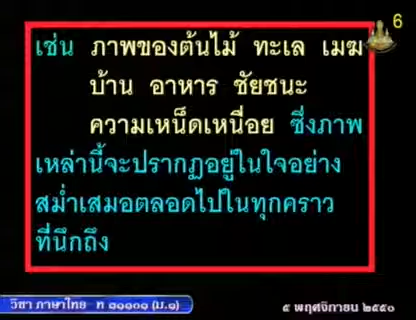 6
เช่น ภาพของต้นไม้ ทะเล เมฆ
บ้าน อาหาร ชัยชนะ
ความเหน็ดเหนื่อย ซึ่งภาพ
เหล่านี้จะปรากฏอยู่ในใจอย่าง
สม่ำเสมอตลอดไปในทุกคราว
ที่นึกถึง
วิชา ภาษาไทย ท ๑๑๑๐๑ (ม.๑)
๕ พฤศจิกายน ๒๕๕๐